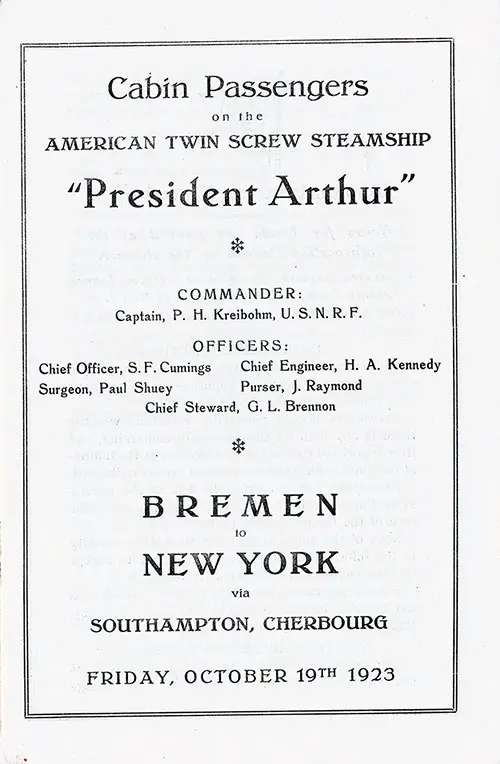 Cabin Passengers
on the
AMERICAN TWIN SCREW STEAMSHIP
"President Arthur"
*
COMMANDER:
Captain, P. H. Kreibohm, U. S. N. R. F.
OFFICERS:
Chief Officer, S. F. Cumings Chief Engineer, H. A. Kennedy
Surgeon, Paul Shuey Purser, J. Raymond
Chief Steward, G. L. Brennon
*
BREMEN
to
NEW YORK
via
SOUTHAMPTON, CHERBOURG
FRIDAY, OCTOBER 19TH 1923